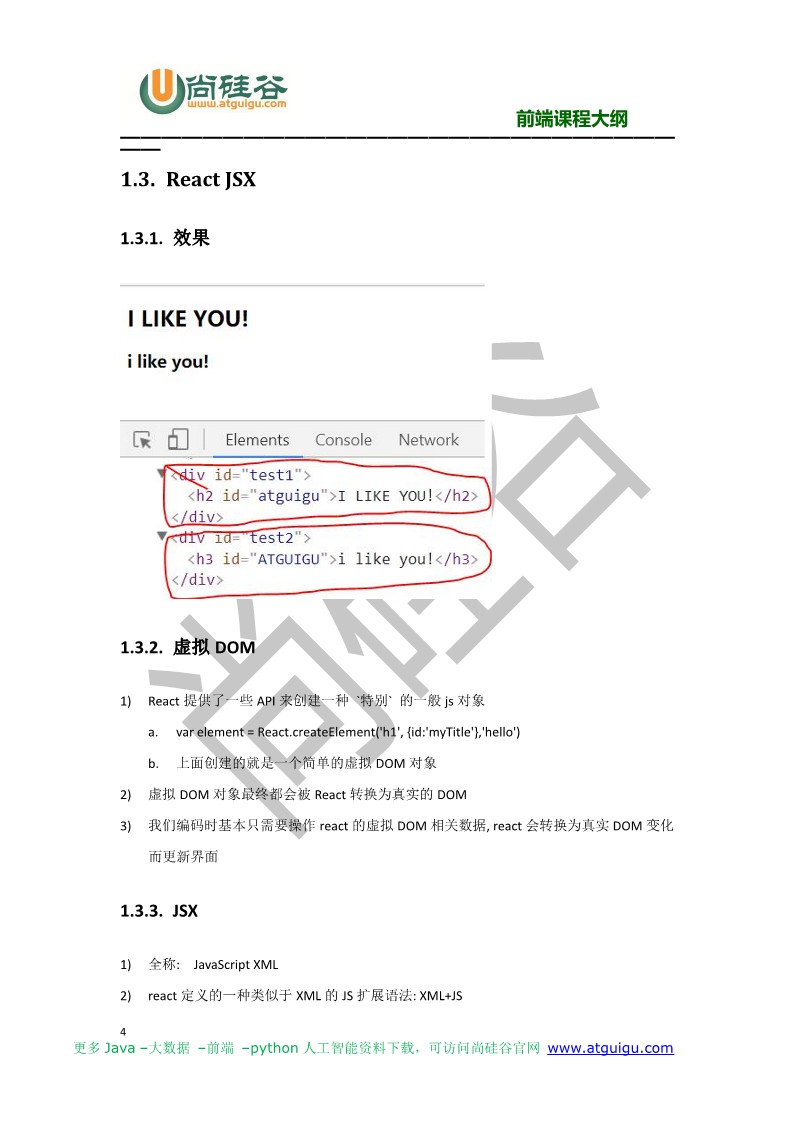 尚硅谷
www.atguigu.com
前端课程大纲
1.3. React JSX
1.3.1. 效果
I LIKE YOU!
i like you!
Elements Console Network
<div id="test1">
<h2 id="atguigu">I LIKE YOU!</h2>
</div>
<div id="test2">
<h3 id="ATGUIGU">i like you!</h3>
</div>
尚硅谷
1.3.2. 虚拟 DOM
1) React 提供了一些 API 来创建一种 `特别` 的一般 js 对象
a. var element = React.createElement('h1', {id:'myTitle'},'hello')
b. 上面创建的就是一个简单的虚拟 DOM 对象
2) 虚拟 DOM 对象最终都会被 React 转换为真实的 DOM
3) 我们编码时基本只需要操作 react 的虚拟 DOM 相关数据, react 会转换为真实 DOM 变化
而更新界面
1.3.3. JSX
1) 全称: JavaScript XML
2) react 定义的一种类似于 XML 的 JS 扩展语法: XML+JS
4
更多 Java –大数据 –前端 –python 人工智能资料下载，可访问尚硅谷官网 www.atguigu.com